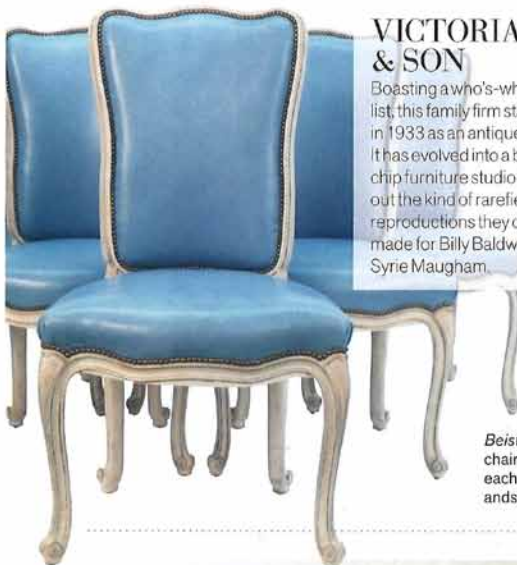 VICTORIA
& SON
Boasting a who's-wh
list, this family firm st
in 1933 as an antique
It has evolved into a b
chip furniture studio
out the kind of rarefie
reproductions they o
made for Billy Baldw
Syrie Maugham.
Beis
chair
each
ands